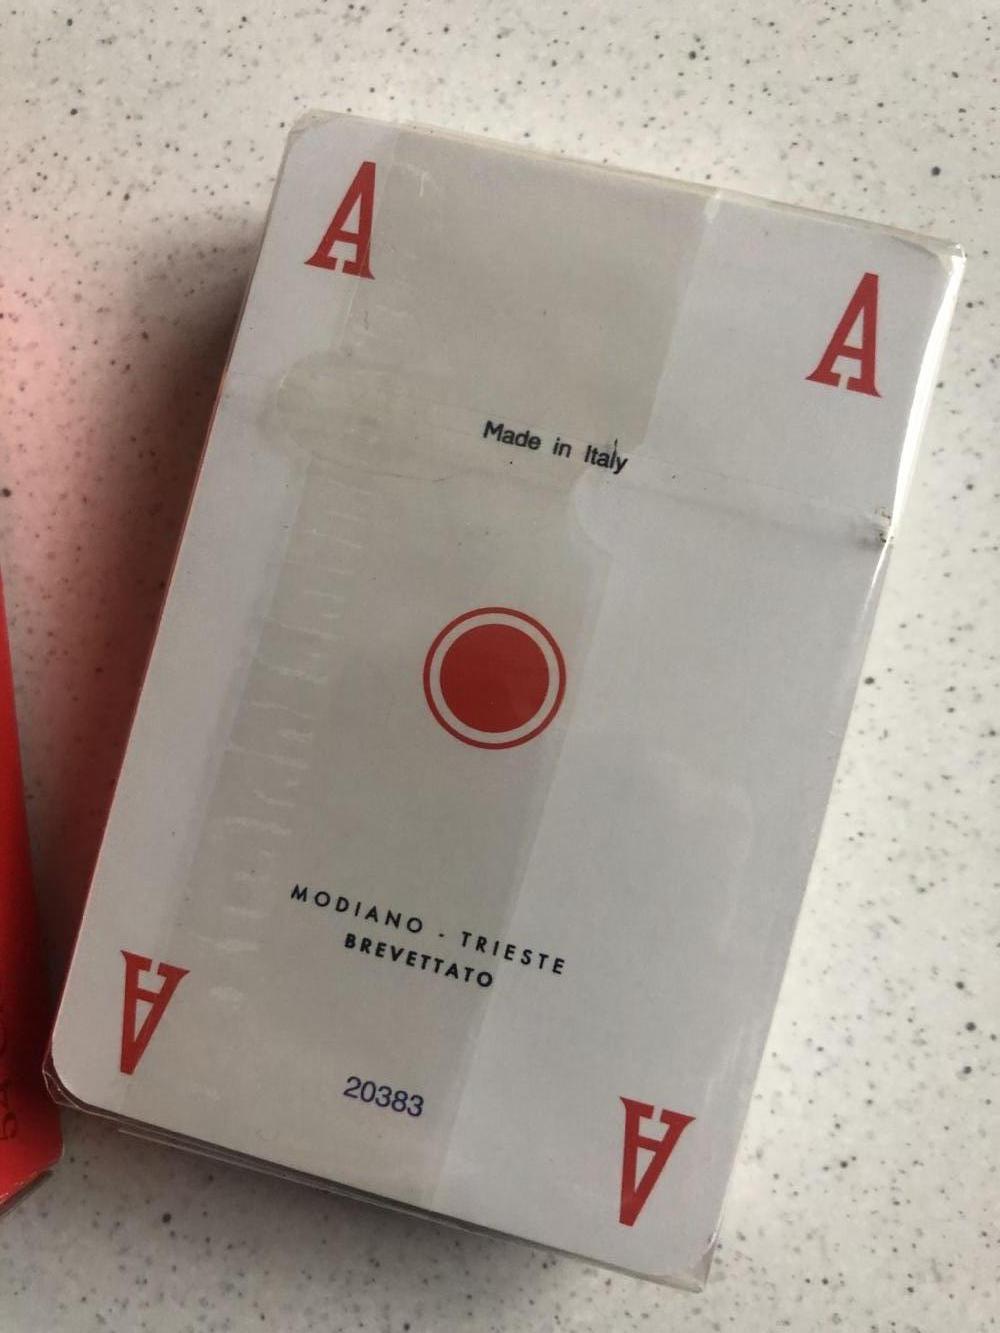 A
A
Made in Italy
MODIANO - TRIESTE
BREVETTATO
A
20383
A